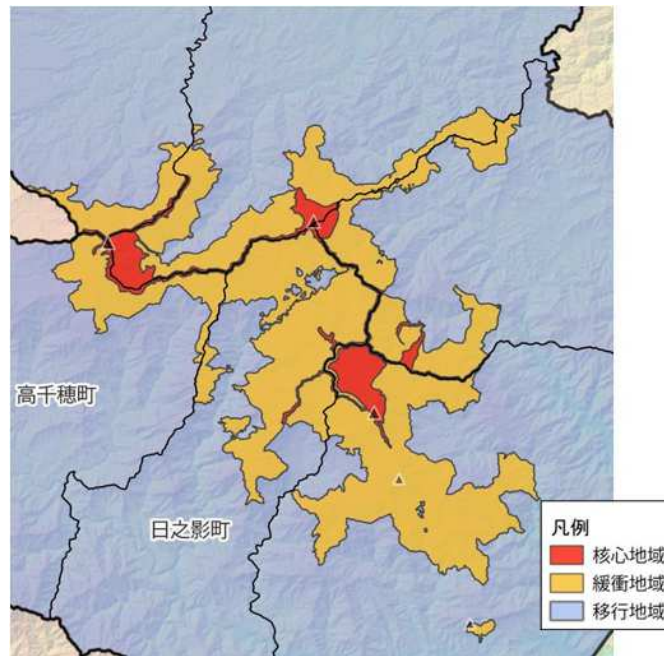 高千穂町
日之影町
凡例
核心地域
緩衝地域
移行地域